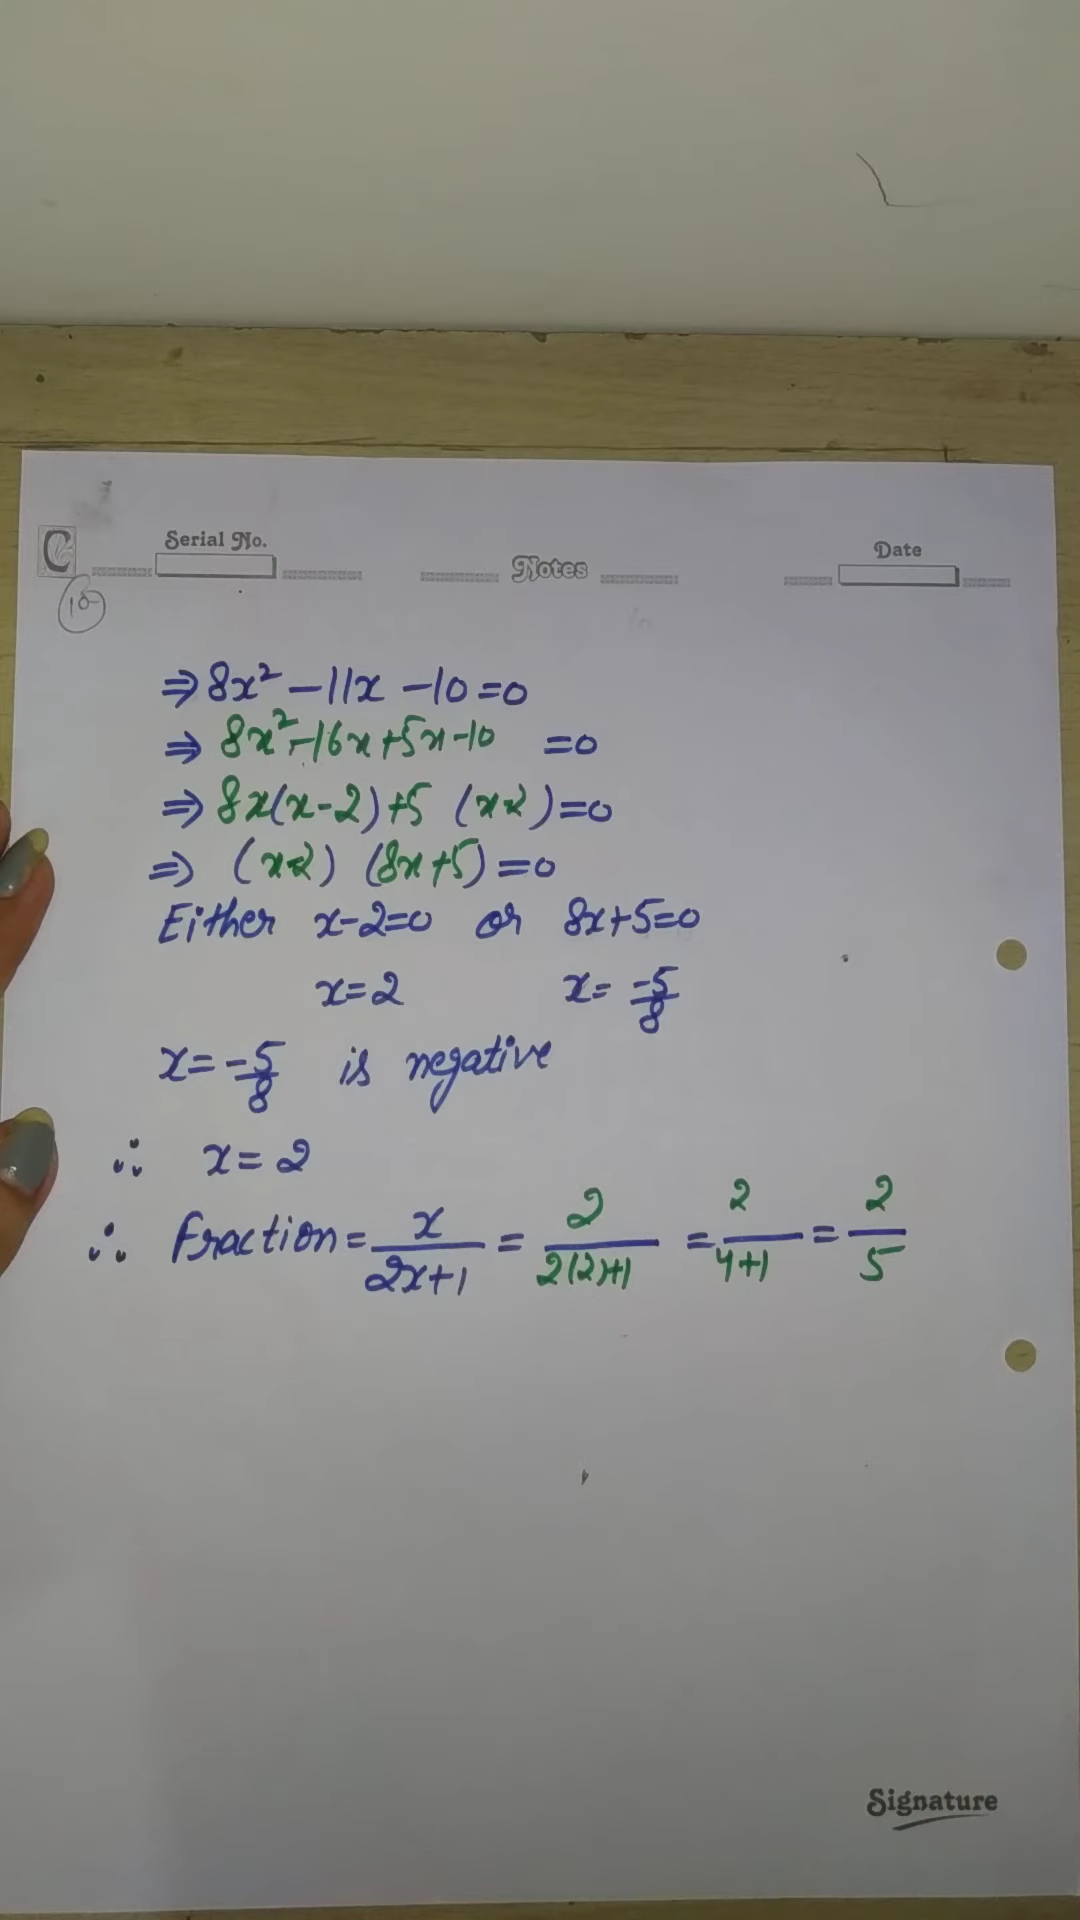 C
Serial No.
Notes
Date
⇒ 8x² - 11x - 10 = 0
⇒ 8x² - 16x + 5x - 10 = 0
⇒ 8x(x - 2) + 5 (x - 2) = 0
⇒ (x - 2) (8x + 5) = 0
Either x - 2 = 0 or 8x + 5 = 0
x = 2 x = -5/8
x = -5/8 is negative
∴ x = 2
∴ Fraction = x/(2x+1) = 2/(2(2)+1) = 2/(4+1) = 2/5
Signature